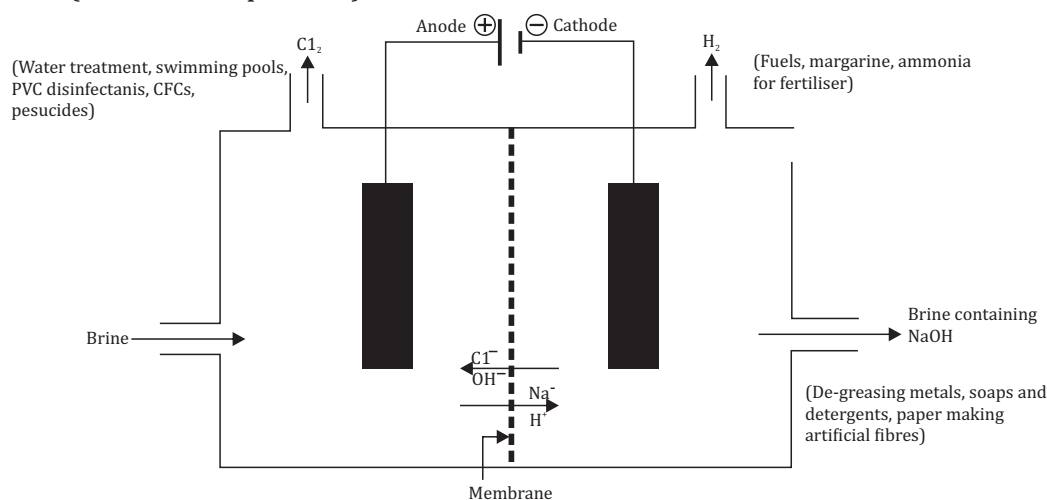 Anode ⊕ ⊖ Cathode
C1₂
H₂
(Water treatment, swimming pools,
PVC disinfectanis, CFCs,
pesucides)
(Fuels, margarine, ammonia
for fertiliser)
Brine
Brine containing
NaOH
C1⁻
OH⁻
Na⁻
H⁺
(De-greasing metals, soaps and
detergents, paper making
artificial fibres)
Membrane